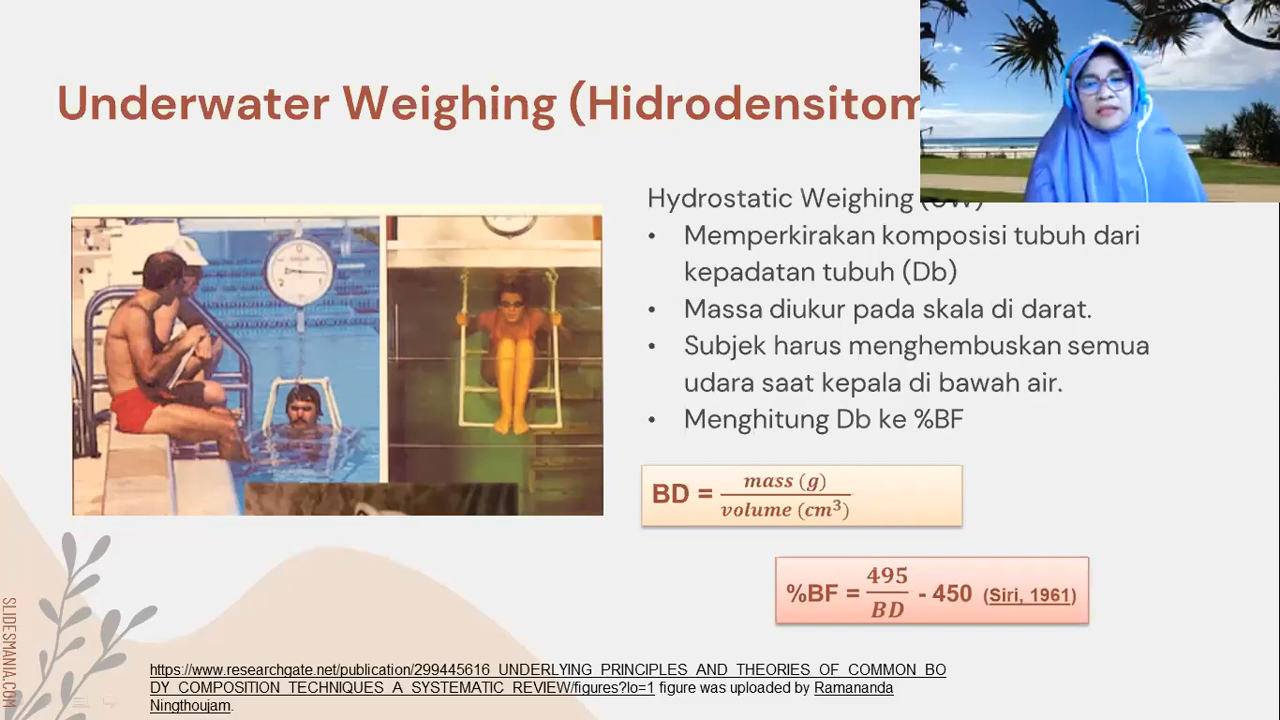 Underwater Weighing (Hidrodensitom
Hydrostatic Weighing
• Memperkirakan komposisi tubuh dari
kepadatan tubuh (Db)
• Massa diukur pada skala di darat.
• Subjek harus menghembuskan semua
udara saat kepala di bawah air.
• Menghitung Db ke %BF
BD = mass (g) / volume (cm³)
%BF = 495 / BD - 450 (Siri, 1961)
https://www.researchgate.net/publication/299445616_UNDERLYING_PRINCIPLES_AND_THEORIES_OF_COMMON_BO
DY_COMPOSITION_TECHNIQUES_A_SYSTEMATIC_REVIEW/figures?lo=1 figure was uploaded by Ramananda
Ningthoujam.
SLIDESMANIA.COM